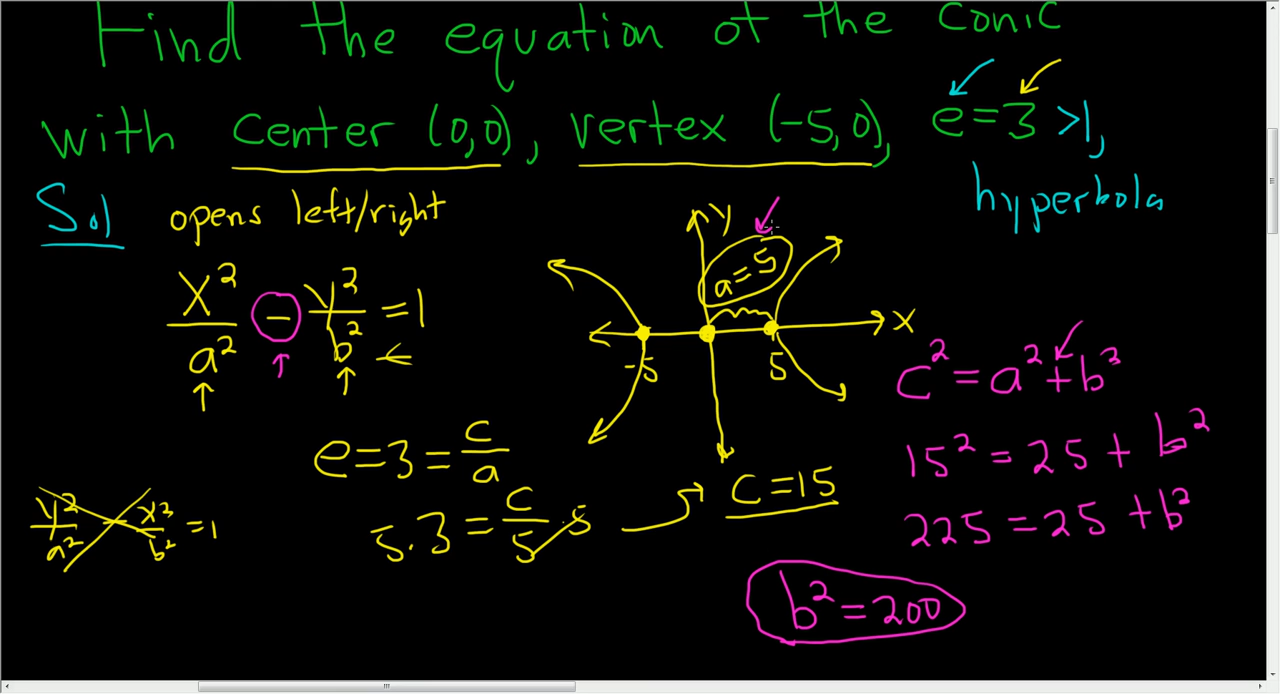 Find the equation of the conic
with center (0,0), vertex (-5,0), e=3 >1,
hyperbola
Sol opens left/right
x²/a² - y²/b² = 1
y
a=5
x
-5
5
e=3=c/a
5·3=c/5·5
c=15
y²/a² - x²/b² = 1
c²=a²+b²
15²=25+b²
225=25+b²
b²=200